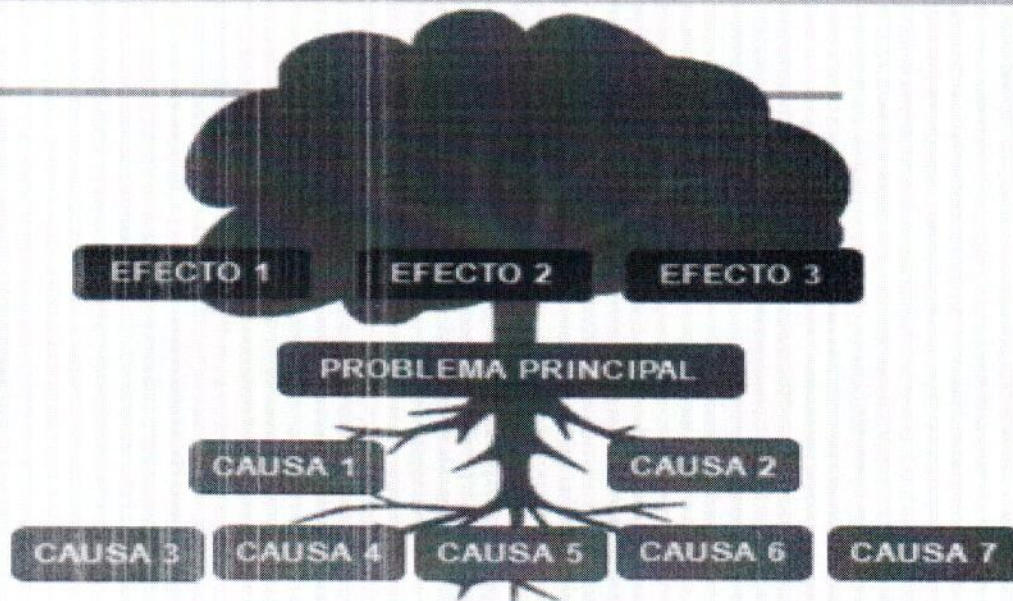 EFECTO 1 EFECTO 2 EFECTO 3
PROBLEMA PRINCIPAL
CAUSA 1 CAUSA 2
CAUSA 3 CAUSA 4 CAUSA 5 CAUSA 6 CAUSA 7